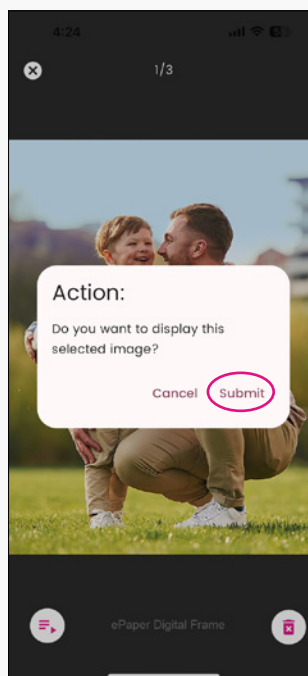 4:24
1/3
Action:
Do you want to display this
selected image?
Cancel Submit
ePaper Digital Frame